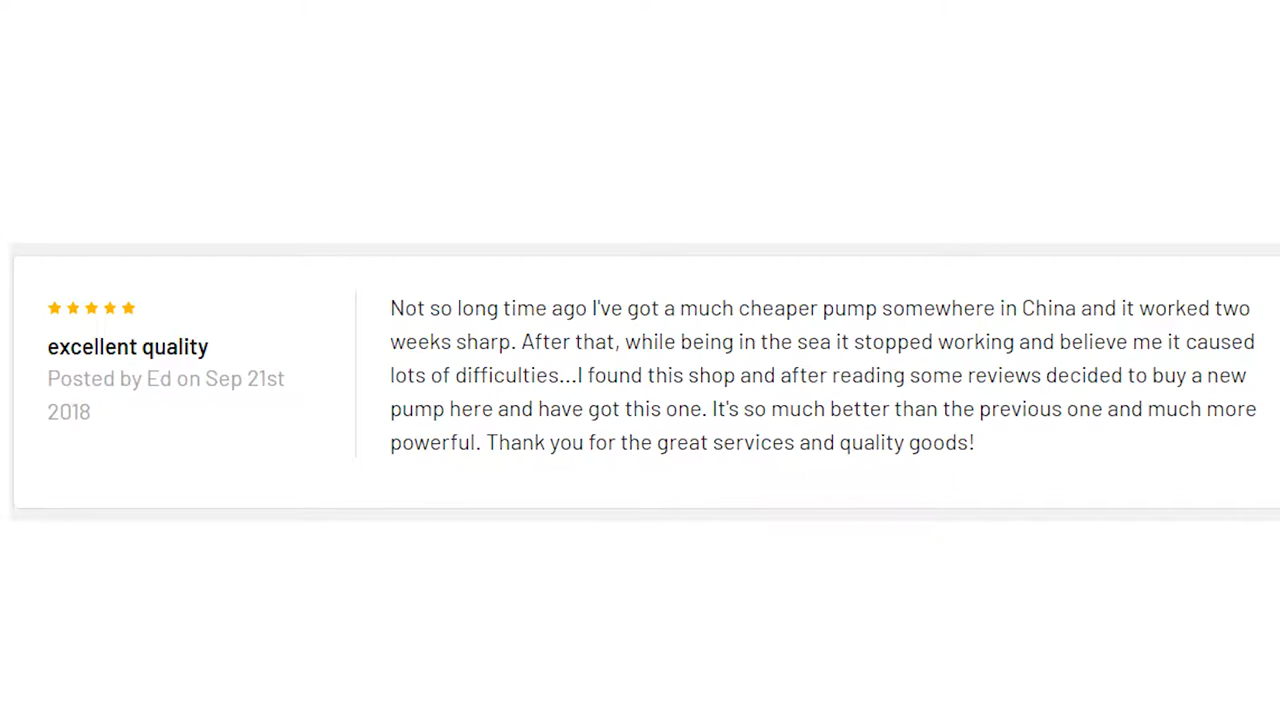 excellent quality
Posted by Ed on Sep 21st
2018
Not so long time ago I've got a much cheaper pump somewhere in China and it worked two
weeks sharp. After that, while being in the sea it stopped working and believe me it caused
lots of difficulties...I found this shop and after reading some reviews decided to buy a new
pump here and have got this one. It's so much better than the previous one and much more
powerful. Thank you for the great services and quality goods!